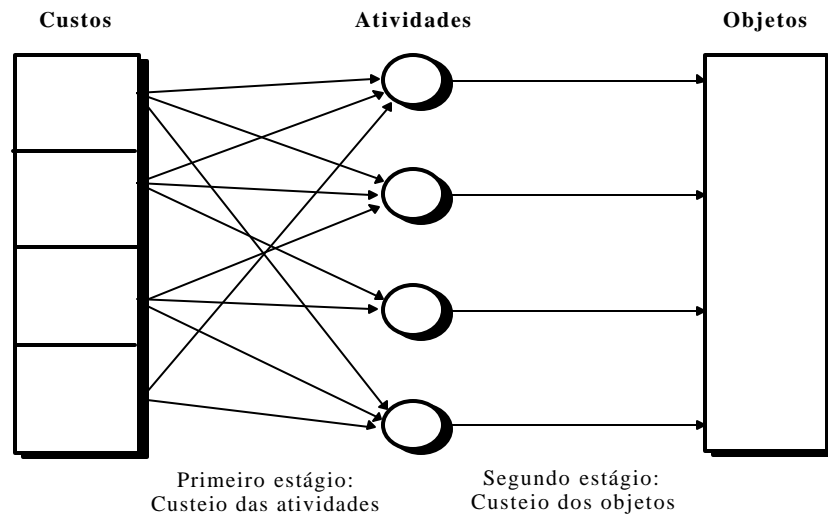 Custos
Atividades
Objetos
Primeiro estágio:
Custeio das atividades
Segundo estágio:
Custeio dos objetos